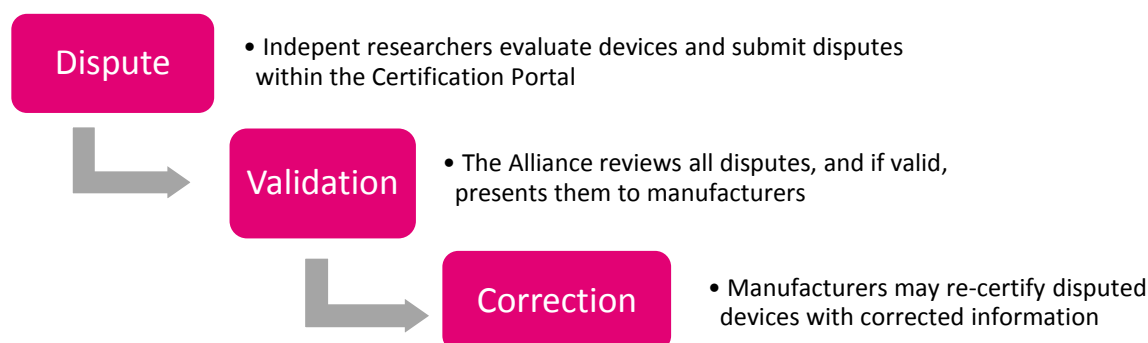 Dispute
• Indepent researchers evaluate devices and submit disputes
within the Certification Portal
Validation
• The Alliance reviews all disputes, and if valid,
presents them to manufacturers
Correction
• Manufacturers may re-certify disputed
devices with corrected information